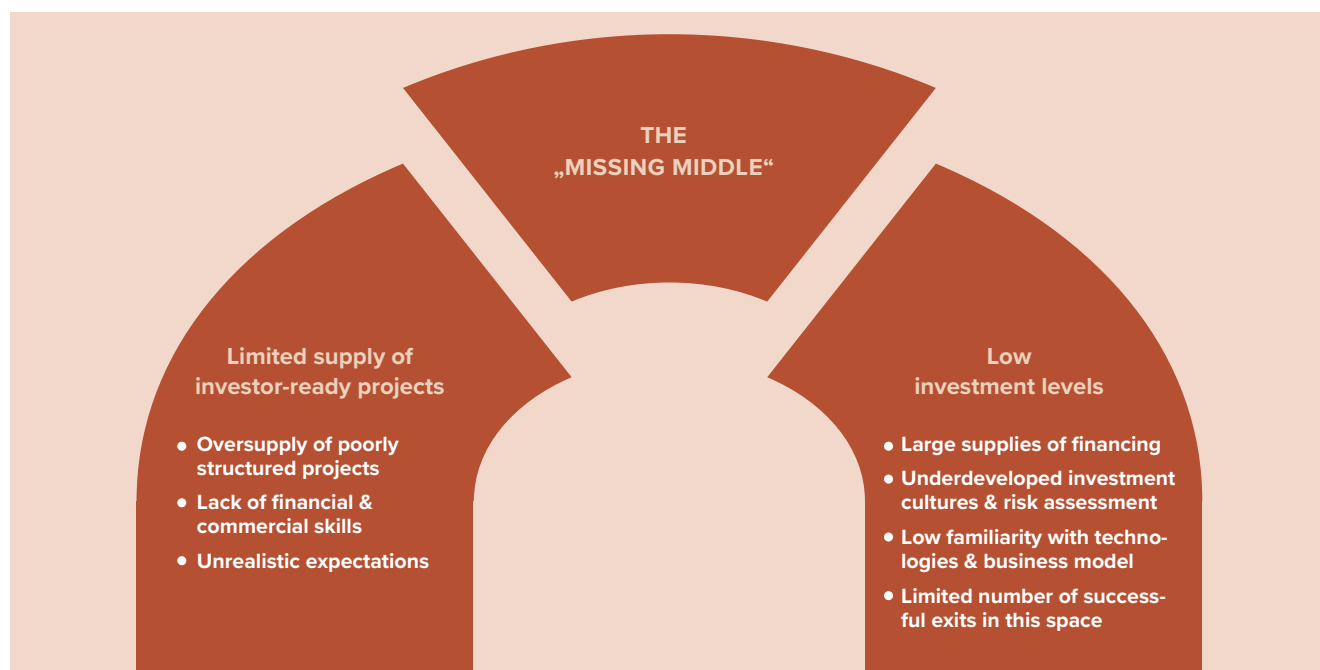 THE
„MISSING MIDDLE“
Limited supply of
investor-ready projects
• Oversupply of poorly
structured projects
• Lack of financial &
commercial skills
• Unrealistic expectations
Low
investment levels
• Large supplies of financing
• Underdeveloped investment
cultures & risk assessment
• Low familiarity with techno-
logies & business model
• Limited number of success-
ful exits in this space